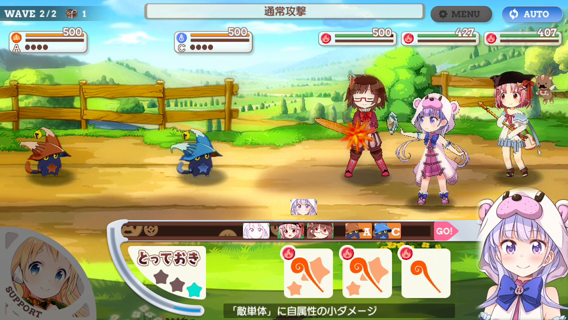 WAVE 2/2 1
通常攻撃
MENU
AUTO
500
A
500
C
500
427
407
A
C
GO!
とっておき
SUPPORT
「敵単体」に自属性の小ダメージ